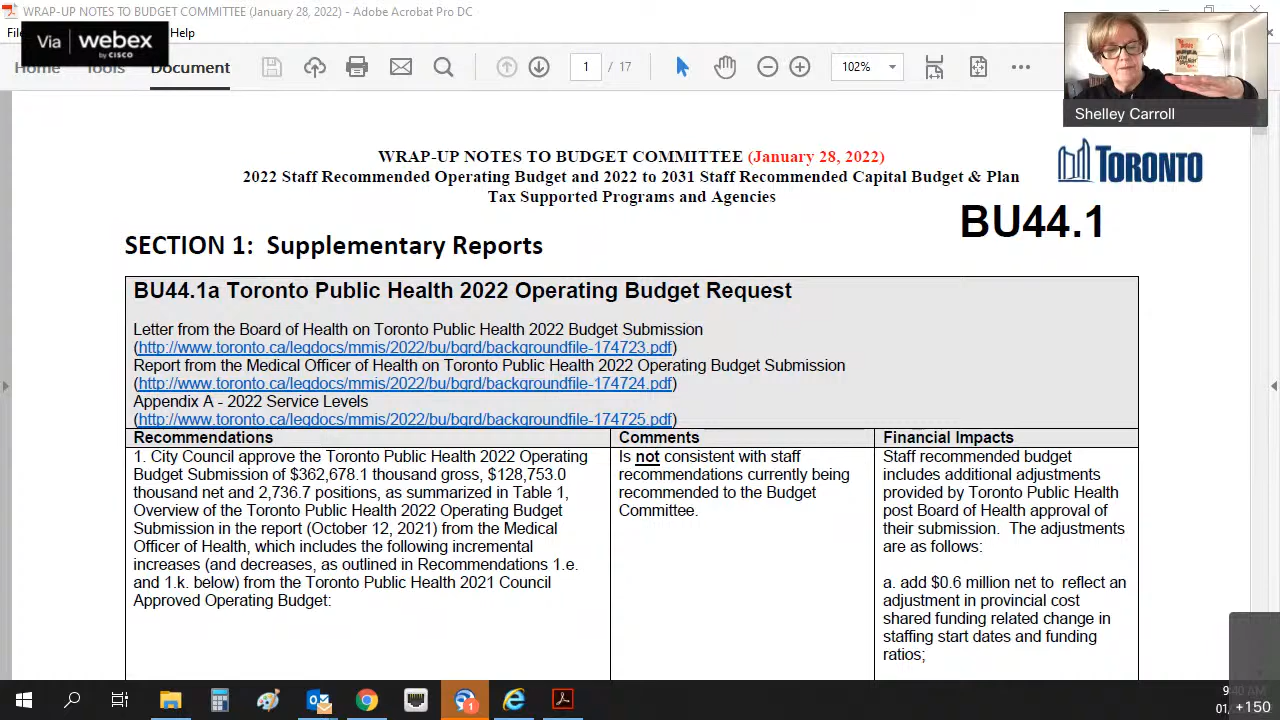 WRAP-UP NOTES TO BUDGET COMMITTEE (January 28, 2022) - Adobe Acrobat Pro DC
Help
Via webex
by CISCO
Home Tools Document
1 / 17
102%
Shelley Carroll
WRAP-UP NOTES TO BUDGET COMMITTEE (January 28, 2022)
2022 Staff Recommended Operating Budget and 2022 to 2031 Staff Recommended Capital Budget & Plan
Tax Supported Programs and Agencies
TORONTO
BU44.1
SECTION 1: Supplementary Reports
BU44.1a Toronto Public Health 2022 Operating Budget Request
Letter from the Board of Health on Toronto Public Health 2022 Budget Submission
(http://www.toronto.ca/legdocs/mmis/2022/bu/bgrd/backgroundfile-174723.pdf)
Report from the Medical Officer of Health on Toronto Public Health 2022 Operating Budget Submission
(http://www.toronto.ca/legdocs/mmis/2022/bu/bgrd/backgroundfile-174724.pdf)
Appendix A - 2022 Service Levels
(http://www.toronto.ca/legdocs/mmis/2022/bu/bgrd/backgroundfile-174725.pdf)
Recommendations
1. City Council approve the Toronto Public Health 2022 Operating
Budget Submission of $362,678.1 thousand gross, $128,753.0
thousand net and 2,736.7 positions, as summarized in Table 1,
Overview of the Toronto Public Health 2022 Operating Budget
Submission in the report (October 12, 2021) from the Medical
Officer of Health, which includes the following incremental
increases (and decreases, as outlined in Recommendations 1.e.
and 1.k. below) from the Toronto Public Health 2021 Council
Approved Operating Budget:
Comments
Is not consistent with staff
recommendations currently being
recommended to the Budget
Committee.
Financial Impacts
Staff recommended budget
includes additional adjustments
provided by Toronto Public Health
post Board of Health approval of
their submission. The adjustments
are as follows:
a. add $0.6 million net to reflect an
adjustment in provincial cost
shared funding related change in
staffing start dates and funding
ratios;
1
+150